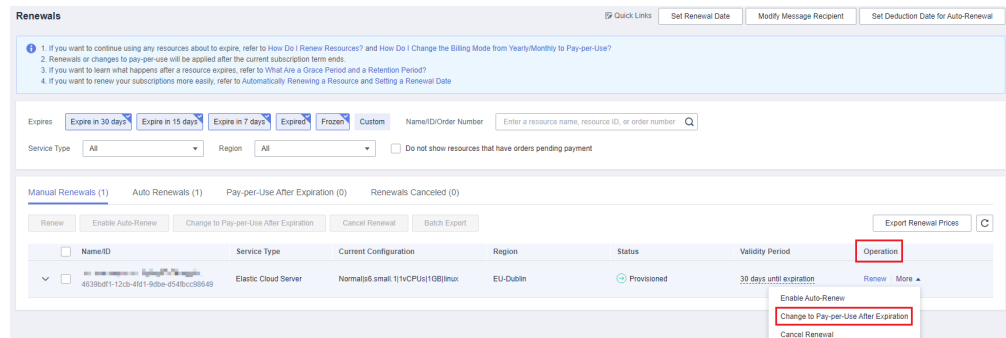 Renewals
Quick Links
Set Renewal Date
Modify Message Recipient
Set Deduction Date for Auto-Renewal
1. If you want to continue using any resources about to expire, refer to How Do I Renew Resources? and How Do I Change the Billing Mode from Yearly/Monthly to Pay-per-Use?
2. Renewals or changes to pay-per-use will be applied after the current subscription term ends.
3. If you want to learn what happens after a resource expires, refer to What Are a Grace Period and a Retention Period?
4. If you want to renew your subscriptions more easily, refer to Automatically Renewing a Resource and Setting a Renewal Date
Expires Expire in 30 days Expire in 15 days Expire in 7 days Expired Frozen Custom Name/ID/Order Number Enter a resource name, resource ID, or order number
Service Type All Region All Do not show resources that have orders pending payment
Manual Renewals (1) Auto Renewals (1) Pay-per-Use After Expiration (0) Renewals Canceled (0)
Renew Enable Auto-Renew Change to Pay-per-Use After Expiration Cancel Renewal Batch Export Export Renewal Prices
Name/ID Service Type Current Configuration Region Status Validity Period Operation
Elastic Cloud Server Normal|s6.small.1|1vCPUs|1GB|linux EU-Dublin Provisioned 30 days until expiration Renew More
4639bdf1-12cb-4fd1-9dbe-d54fbcc98649
Enable Auto-Renew
Change to Pay-per-Use After Expiration
Cancel Renewal